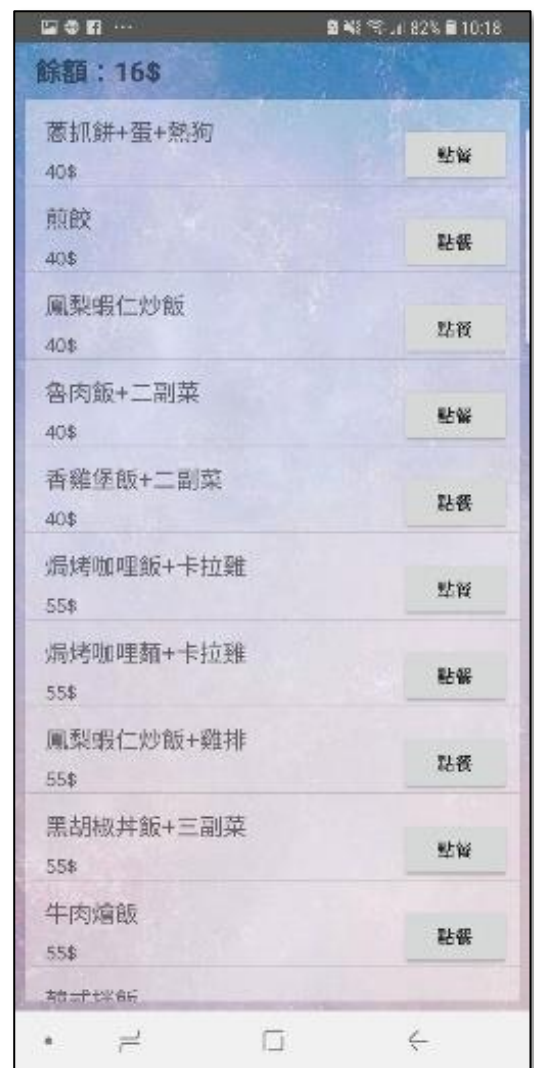 82% 10:18
餘額：16$
蔥抓餅+蛋+熱狗
點餐
40$
煎餃
點餐
40$
鳳梨蝦仁炒飯
點餐
40$
魯肉飯+二副菜
點餐
40$
香雞堡飯+二副菜
點餐
40$
焗烤咖哩飯+卡拉雞
點餐
55$
焗烤咖哩麵+卡拉雞
點餐
55$
鳳梨蝦仁炒飯+雞排
點餐
55$
黑胡椒丼飯+三副菜
點餐
55$
牛肉燴飯
點餐
55$
韓式拌飯